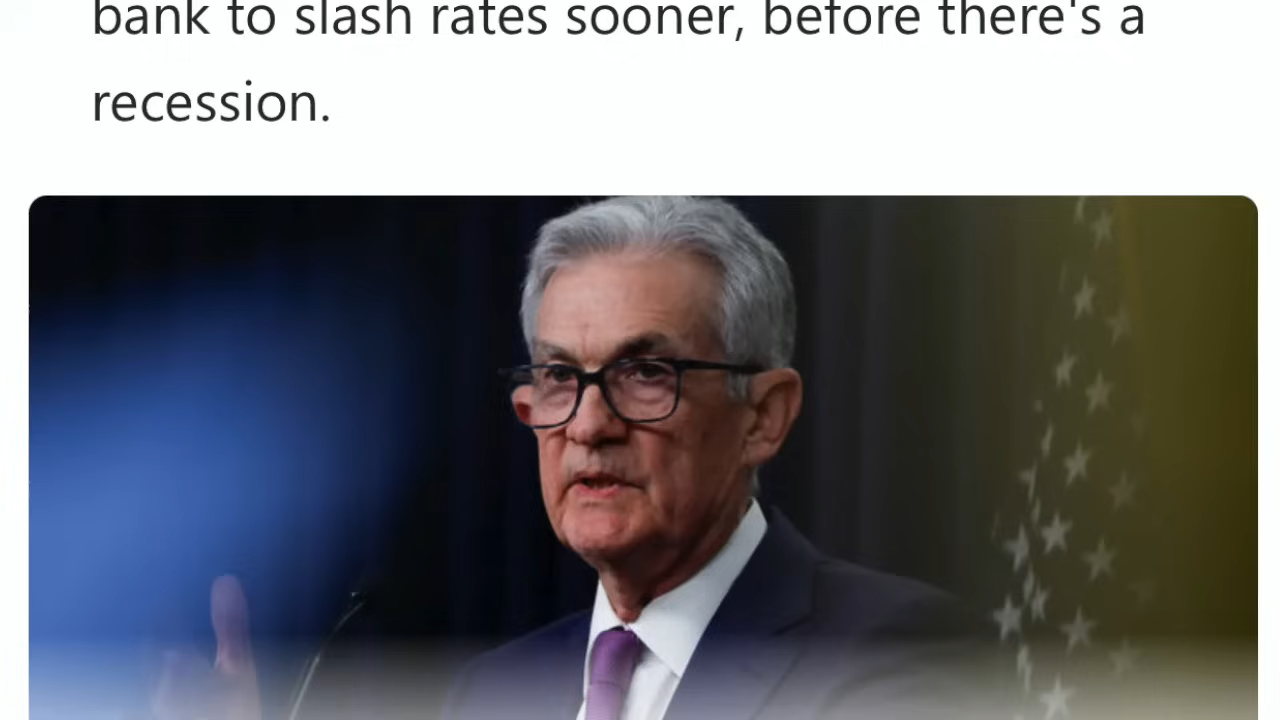 bank to slash rates sooner, before there's a
recession.